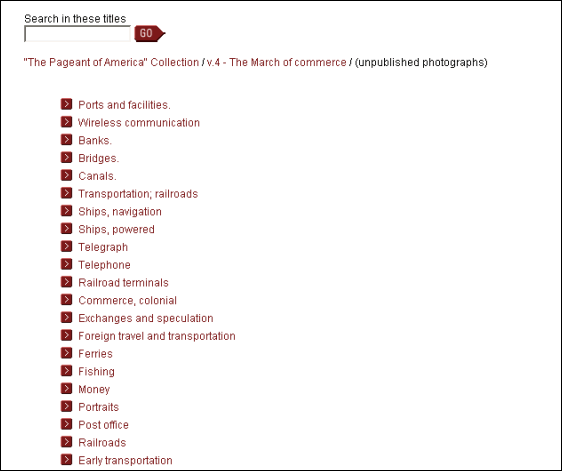 Search in these titles
GO
"The Pageant of America" Collection / v.4 - The March of commerce / (unpublished photographs)
Ports and facilities.
Wireless communication
Banks.
Bridges.
Canals.
Transportation; railroads
Ships, navigation
Ships, powered
Telegraph
Telephone
Railroad terminals
Commerce, colonial
Exchanges and speculation
Foreign travel and transportation
Ferries
Fishing
Money
Portraits
Post office
Railroads
Early transportation